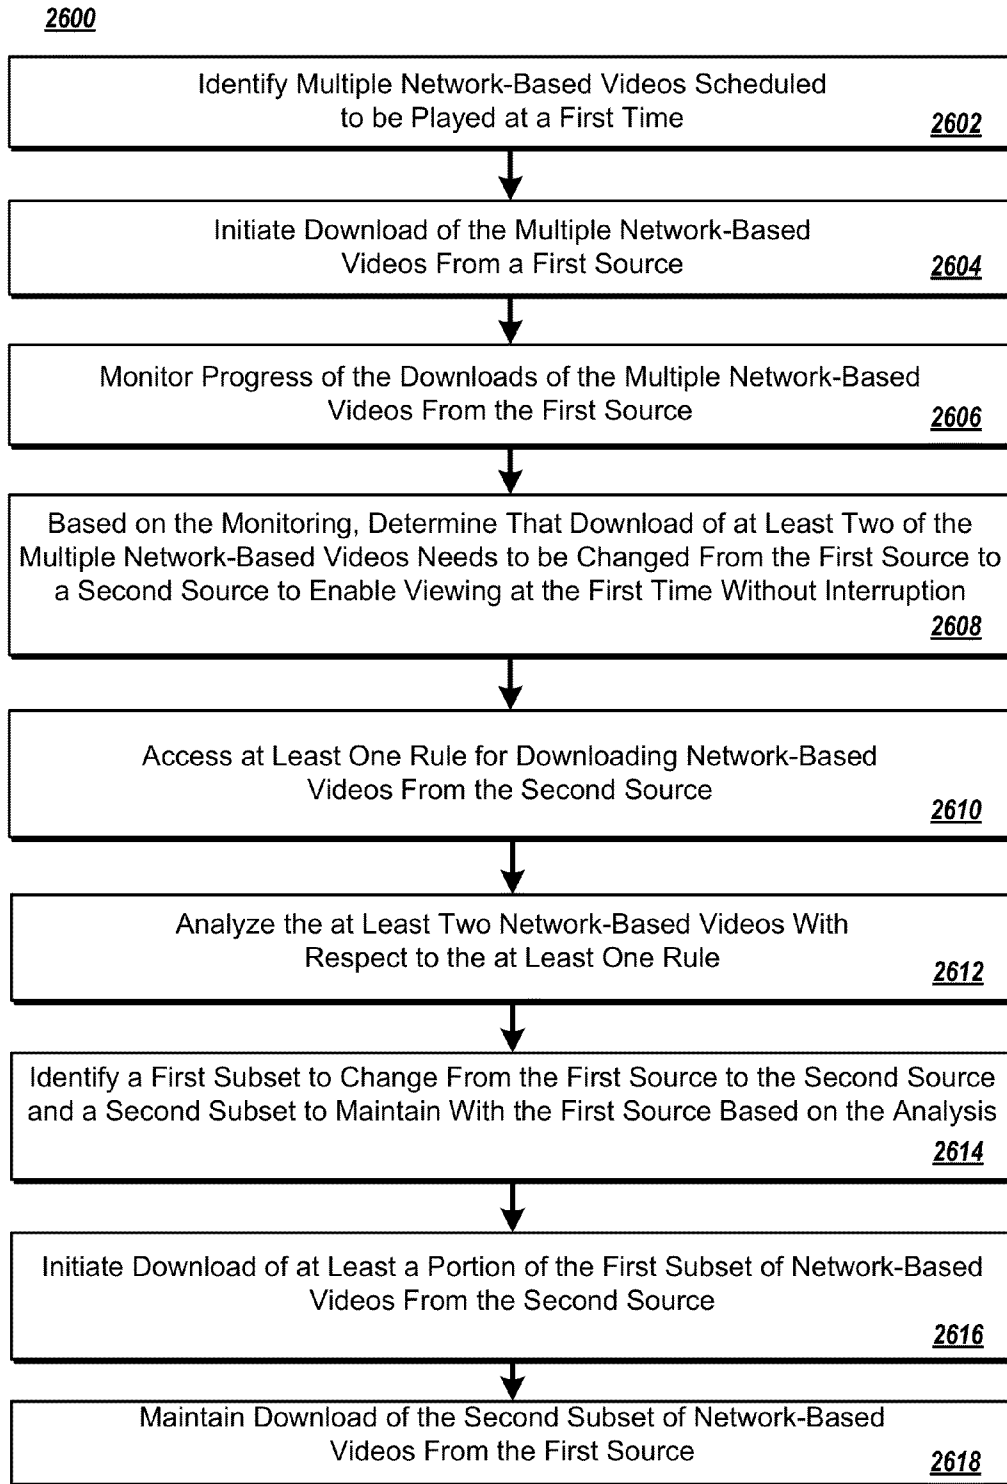 2600
Identify Multiple Network-Based Videos Scheduled
to be Played at a First Time
2602
Initiate Download of the Multiple Network-Based
Videos From a First Source
2604
Monitor Progress of the Downloads of the Multiple Network-Based
Videos From the First Source
2606
Based on the Monitoring, Determine That Download of at Least Two of the
Multiple Network-Based Videos Needs to be Changed From the First Source to
a Second Source to Enable Viewing at the First Time Without Interruption
2608
Access at Least One Rule for Downloading Network-Based
Videos From the Second Source
2610
Analyze the at Least Two Network-Based Videos With
Respect to the at Least One Rule
2612
Identify a First Subset to Change From the First Source to the Second Source
and a Second Subset to Maintain With the First Source Based on the Analysis
2614
Initiate Download of at Least a Portion of the First Subset of Network-Based
Videos From the Second Source
2616
Maintain Download of the Second Subset of Network-Based
Videos From the First Source
2618